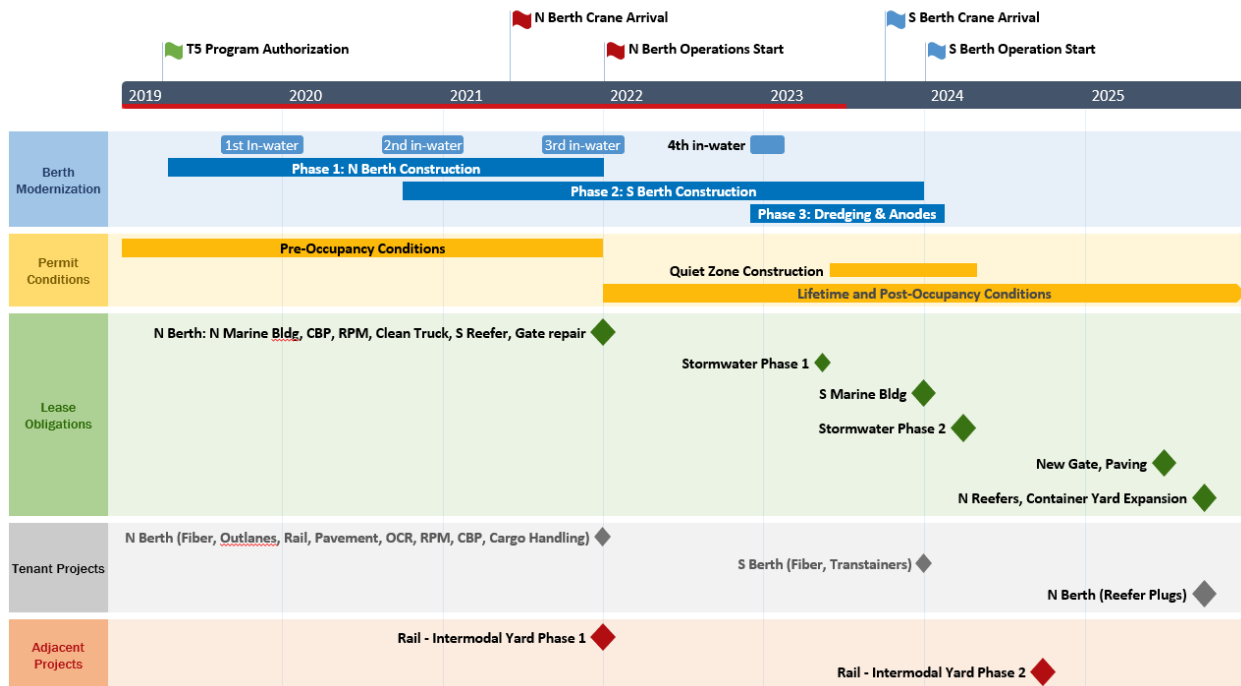 N Berth Crane Arrival
S Berth Crane Arrival
T5 Program Authorization
N Berth Operations Start
S Berth Operation Start
2019
2020
2021
2022
2023
2024
2025
Berth
Modernization
1st In-water
2nd in-water
3rd in-water
4th in-water
Phase 1: N Berth Construction
Phase 2: S Berth Construction
Phase 3: Dredging & Anodes
Permit
Conditions
Pre-Occupancy Conditions
Quiet Zone Construction
Lifetime and Post-Occupancy Conditions
Lease
Obligations
N Berth: N Marine Bldg, CBP, RPM, Clean Truck, S Reefer, Gate repair
Stormwater Phase 1
S Marine Bldg
Stormwater Phase 2
New Gate, Paving
N Reefers, Container Yard Expansion
Tenant Projects
N Berth (Fiber, Outlanes, Rail, Pavement, OCR, RPM, CBP, Cargo Handling)
S Berth (Fiber, Transtainers)
N Berth (Reefer Plugs)
Adjacent
Projects
Rail - Intermodal Yard Phase 1
Rail - Intermodal Yard Phase 2